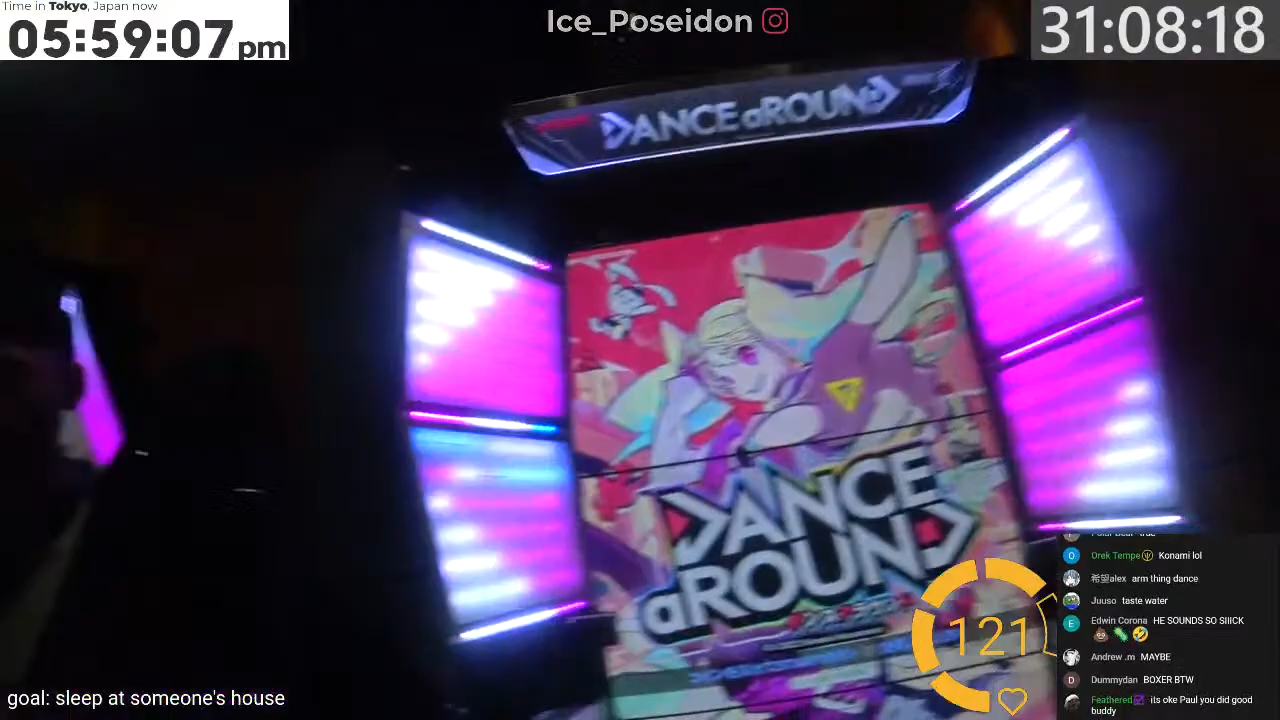 Time in Tokyo, Japan now
05:59:07 pm
Ice_Poseidon
31:08:18
DANCE aROUND
DANCE
aROUND
121
Orek Tempe Konami lol
希望alex arm thing dance
Juuso taste water
Edwin Corona HE SOUNDS SO SIIICK
Andrew .m MAYBE
Dummydan BOXER BTW
Feathered its oke Paul you did good
buddy
goal: sleep at someone's house